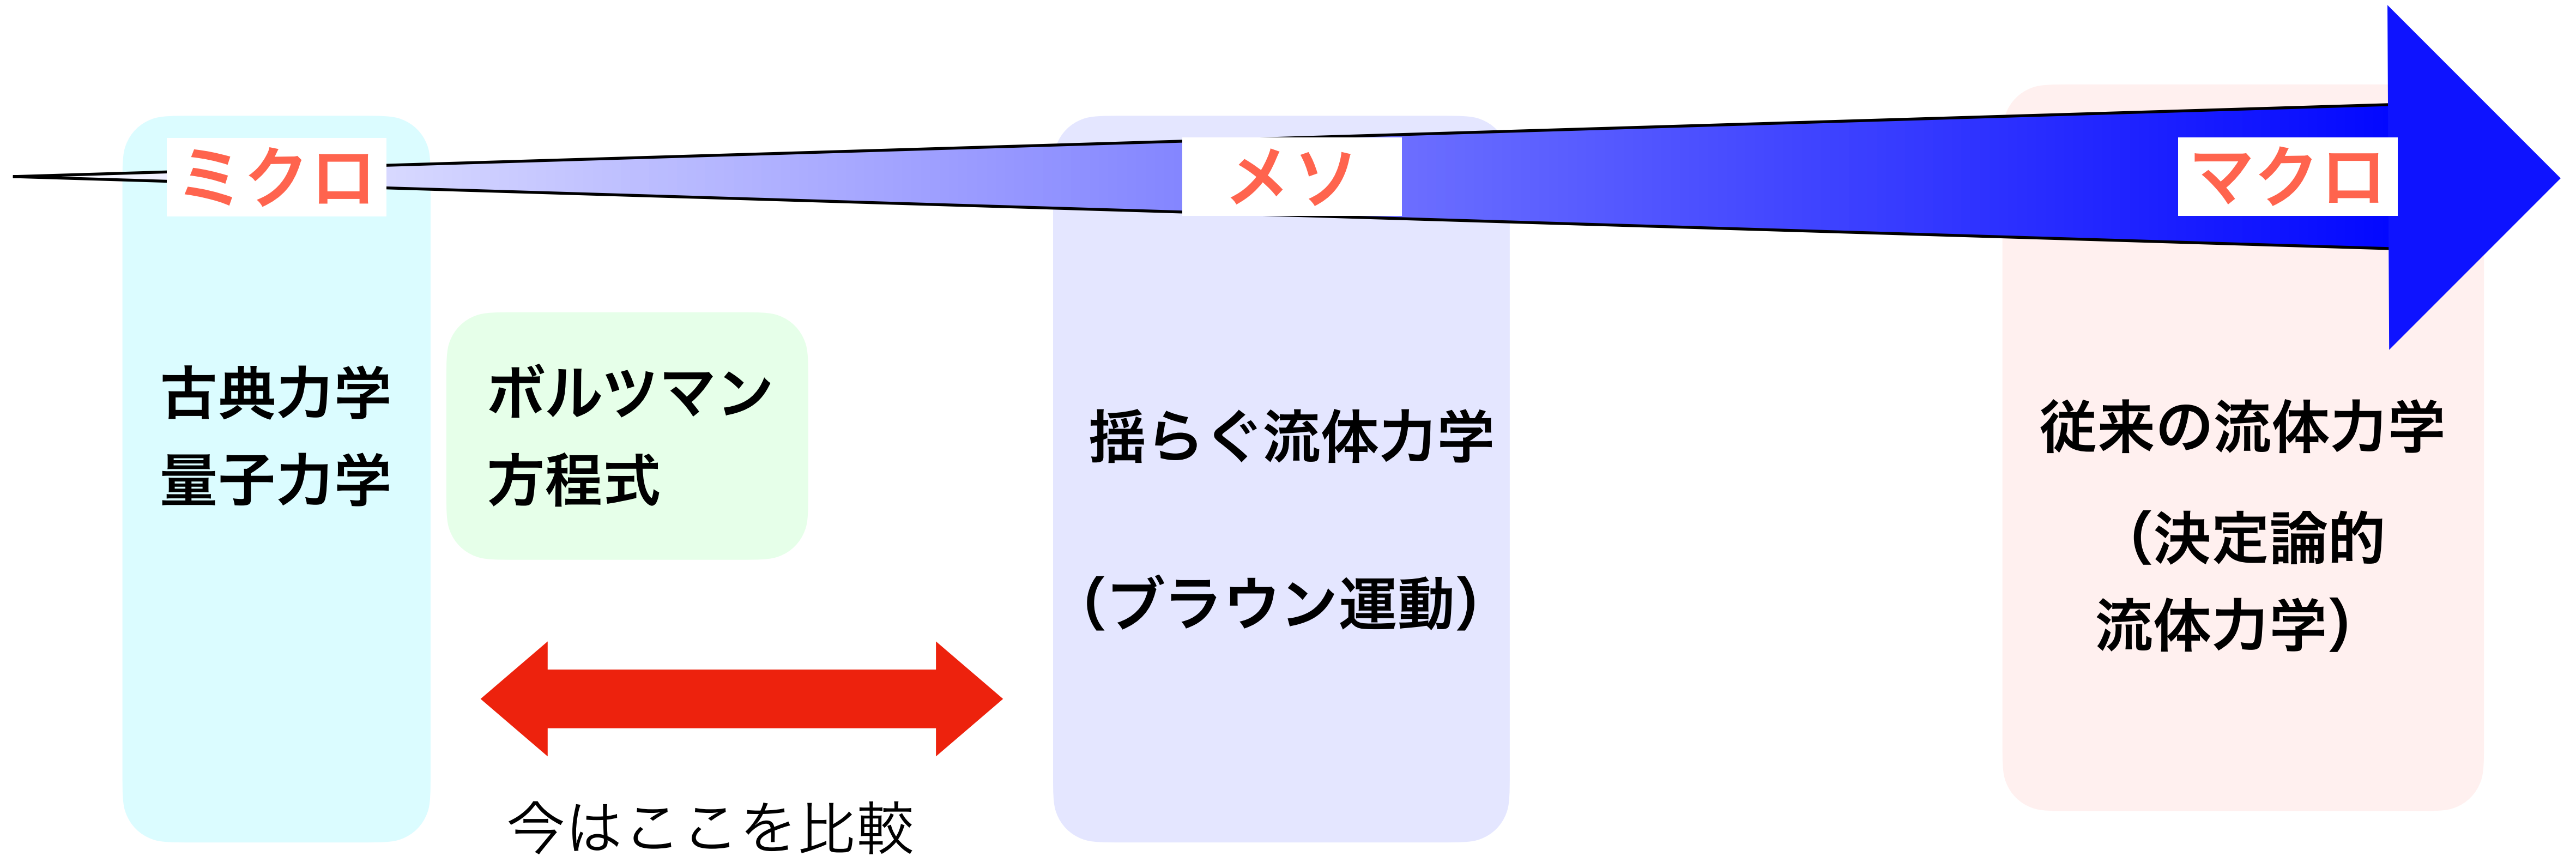 ミクロ
メソ
マクロ
古典力学
量子力学
ボルツマン
方程式
揺らぐ流体力学
（ブラウン運動）
従来の流体力学
（決定論的
流体力学）
今はここを比較